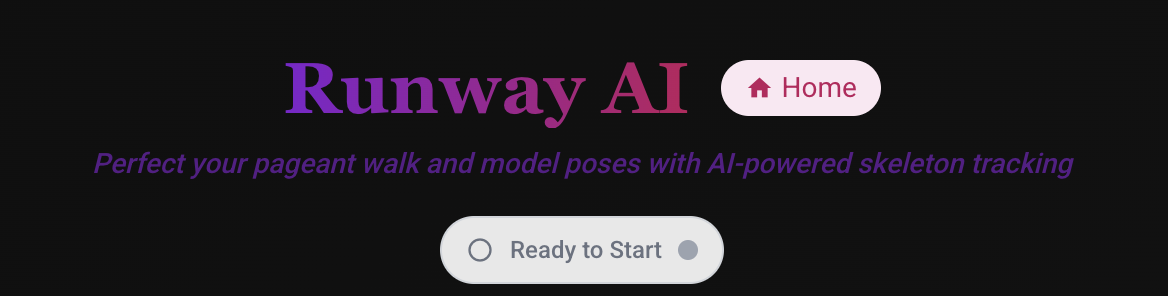 Runway AI
Home
Perfect your pageant walk and model poses with AI-powered skeleton tracking
Ready to Start